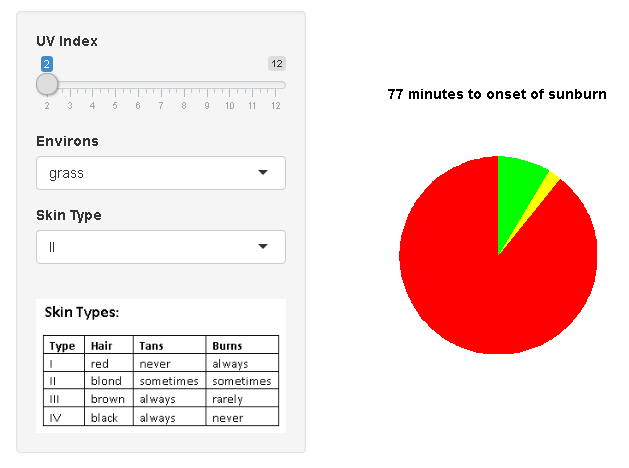 UV Index
2 12
2 3 4 5 6 7 8 9 10 11 12
Environs
grass
Skin Type
II
Skin Types:
Type Hair Tans Burns
I red never always
II blond sometimes sometimes
III brown always rarely
IV black always never
77 minutes to onset of sunburn